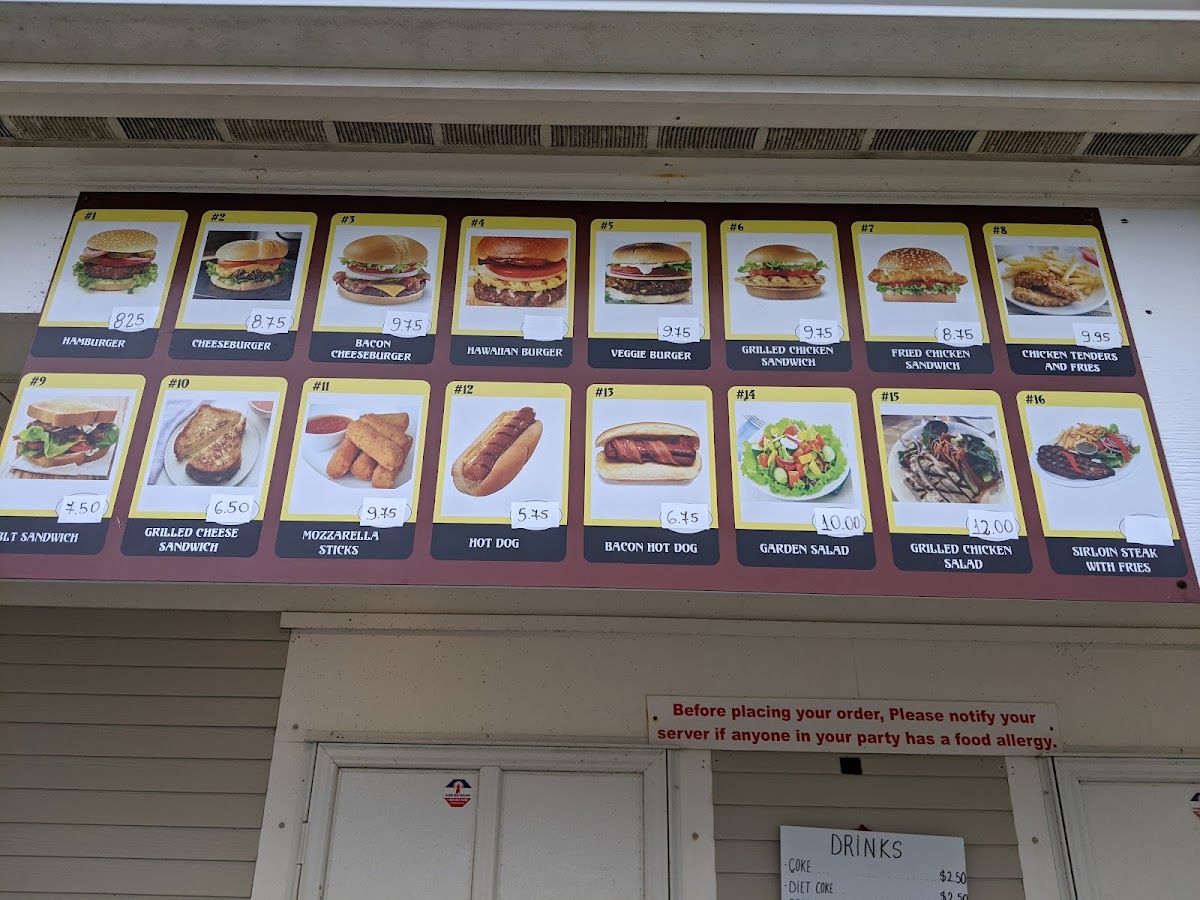 #1
8.25
HAMBURGER
#2
8.75
CHEESEBURGER
#3
9.75
BACON
CHEESEBURGER
#4
HAWAIIAN BURGER
#5
9.75
VEGGIE BURGER
#6
9.75
GRILLED CHICKEN
SANDWICH
#7
8.75
FRIED CHICKEN
SANDWICH
#8
9.95
CHICKEN TENDERS
AND FRIES
#9
7.50
BLT SANDWICH
#10
6.50
GRILLED CHEESE
SANDWICH
#11
9.75
MOZZARELLA
STICKS
#12
5.75
HOT DOG
#13
6.75
BACON HOT DOG
#14
10.00
GARDEN SALAD
#15
12.00
GRILLED CHICKEN
SALAD
#16
SIRLOIN STEAK
WITH FRIES
Before placing your order, Please notify your
server if anyone in your party has a food allergy.
DRINKS
· COKE $2.50
· DIET COKE $2.50